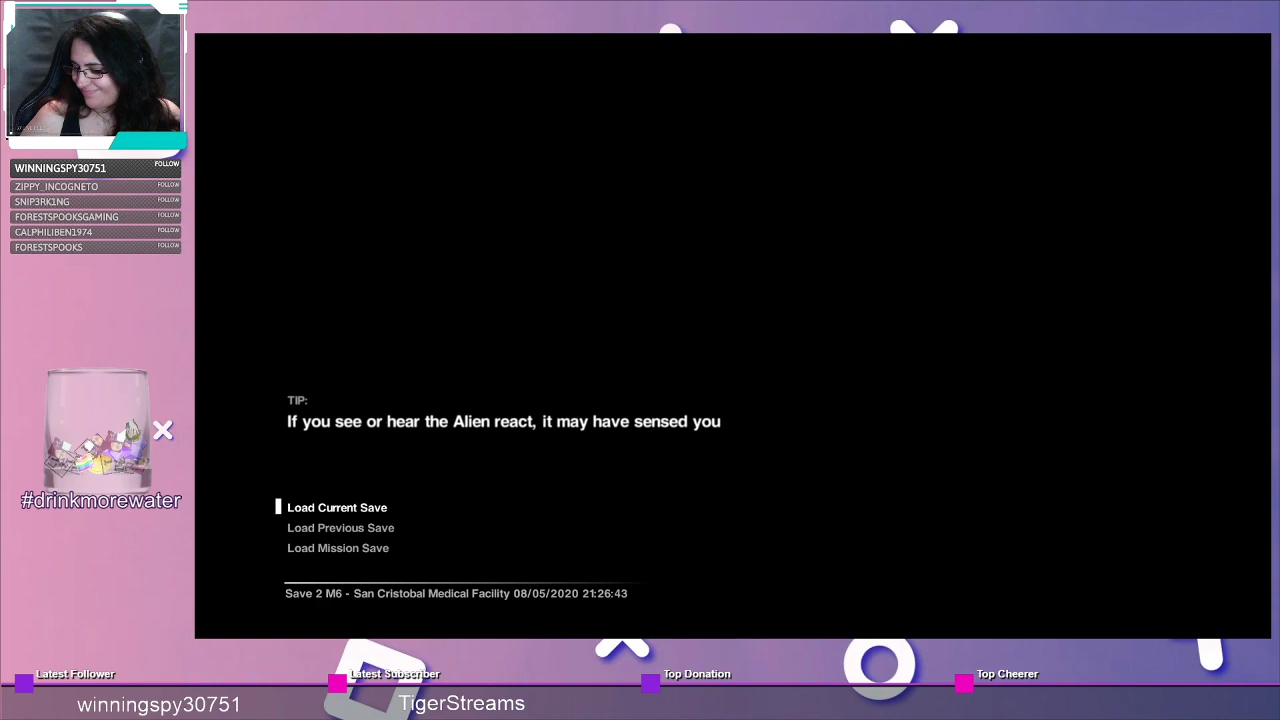 WINNINGSPY30751 FOLLOW
ZIPPY_INCOGNETO FOLLOW
SNIP3RK1NG FOLLOW
FORESTSPOOKSGAMING FOLLOW
CALPHILIBEN1974 FOLLOW
FORESTSPOOKS FOLLOW
#drinkmorewater
TIP:
If you see or hear the Alien react, it may have sensed you
Load Current Save
Load Previous Save
Load Mission Save
Save 2 M6 - San Cristobal Medical Facility 08/05/2020 21:26:43
Latest Follower
winningspy30751
Latest Subscriber
TigerStreams
Top Donation
Top Cheerer